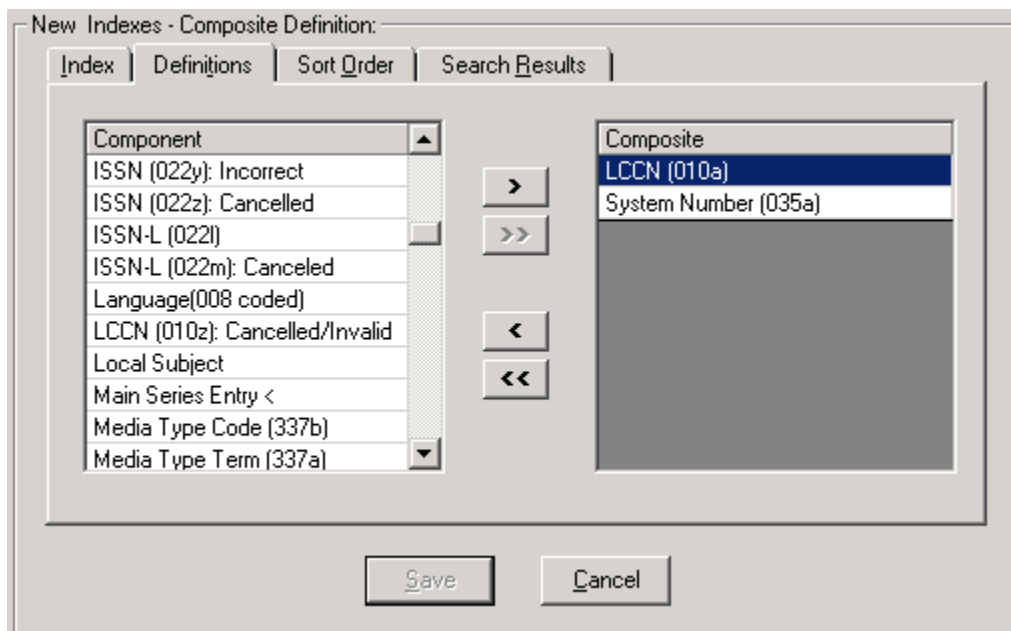 New Indexes - Composite Definition:
Index Definitions Sort Order Search Results
Component
ISSN (022y): Incorrect
ISSN (022z): Cancelled
ISSN-L (022l)
ISSN-L (022m): Canceled
Language(008 coded)
LCCN (010z): Cancelled/Invalid
Local Subject
Main Series Entry <
Media Type Code (337b)
Media Type Term (337a)
>
>>
<
<<
Composite
LCCN (010a)
System Number (035a)
Save Cancel